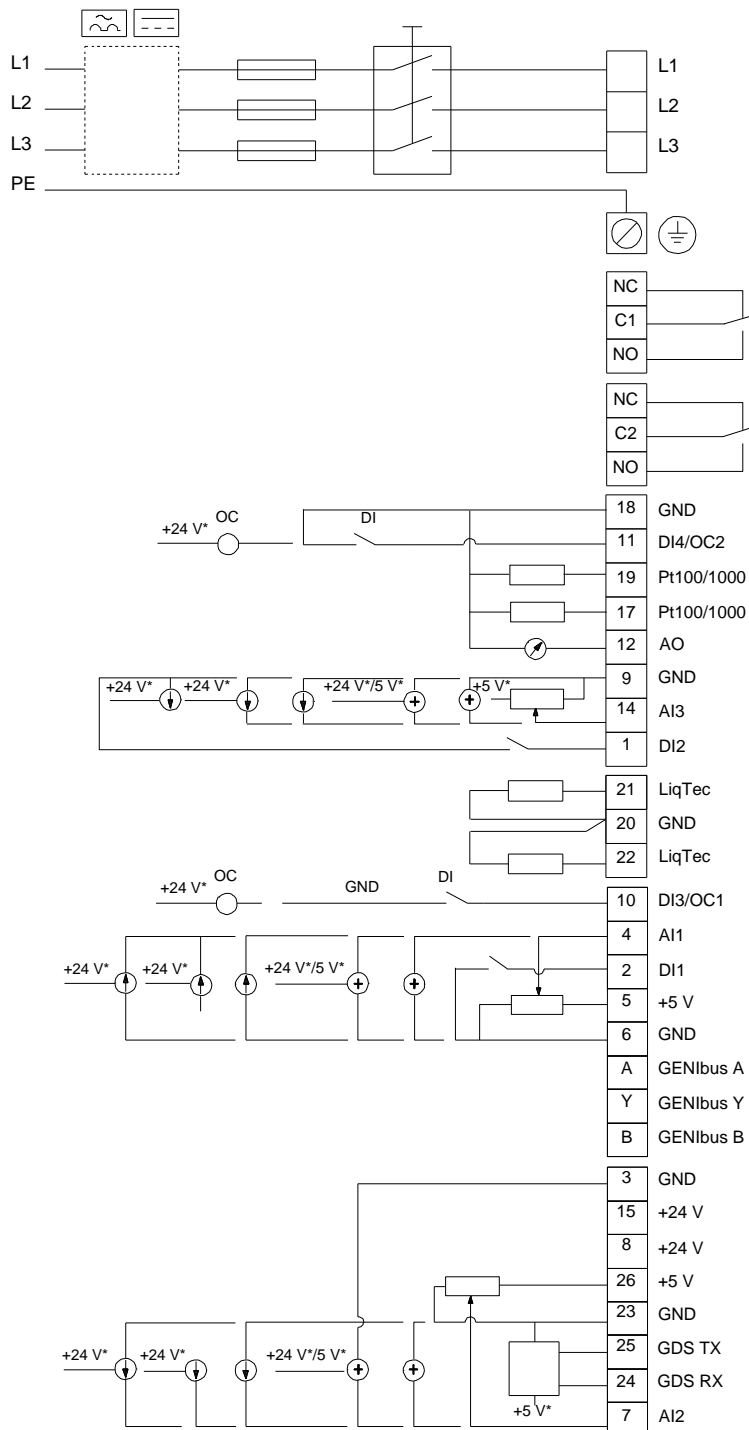 L1 L1
L2 L2
L3 L3
PE
NC
C1
NO
NC
C2
NO
18 GND
+24 V* OC DI 11 DI4/OC2
19 Pt100/1000
17 Pt100/1000
12 AO
9 GND
+24 V* +24 V* +24 V*/5 V* +5 V*
14 AI3
1 DI2
21 LiqTec
20 GND
22 LiqTec
+24 V* OC GND DI 10 DI3/OC1
4 AI1
+24 V* +24 V* +24 V*/5 V* 2 DI1
5 +5 V
6 GND
A GENIbus A
Y GENIbus Y
B GENIbus B
3 GND
15 +24 V
8 +24 V
26 +5 V
23 GND
25 GDS TX
+24 V* +24 V* +24 V*/5 V*
24 GDS RX
+5 V*
7 AI2